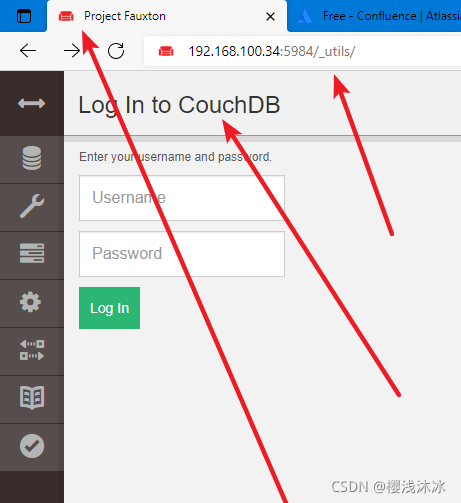 Project Fauxton
Free - Confluence | Atlassi
192.168.100.34:5984/_utils/
Log In to CouchDB
Enter your username and password.
Username
Password
Log In
CSDN @樱浅沐冰